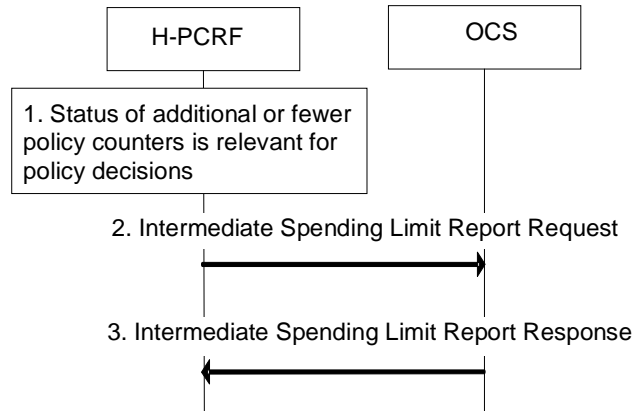 H-PCRF
OCS
1. Status of additional or fewer
policy counters is relevant for
policy decisions
2. Intermediate Spending Limit Report Request
3. Intermediate Spending Limit Report Response